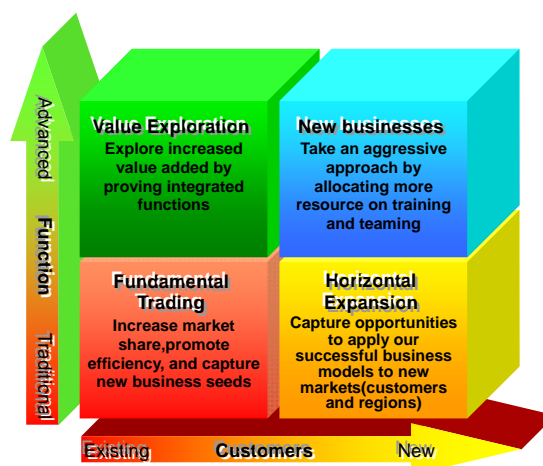 Value Exploration
Explore increased
value added by
proving integrated
functions
New businesses
Take an aggressive
approach by
allocating more
resource on training
and teaming
Fundamental
Trading
Increase market
share,promote
efficiency, and capture
new business seeds
Horizontal
Expansion
Capture opportunities
to apply our
successful business
models to new
markets(customers
and regions)
Advanced
Function
Traditional
Existing Customers New